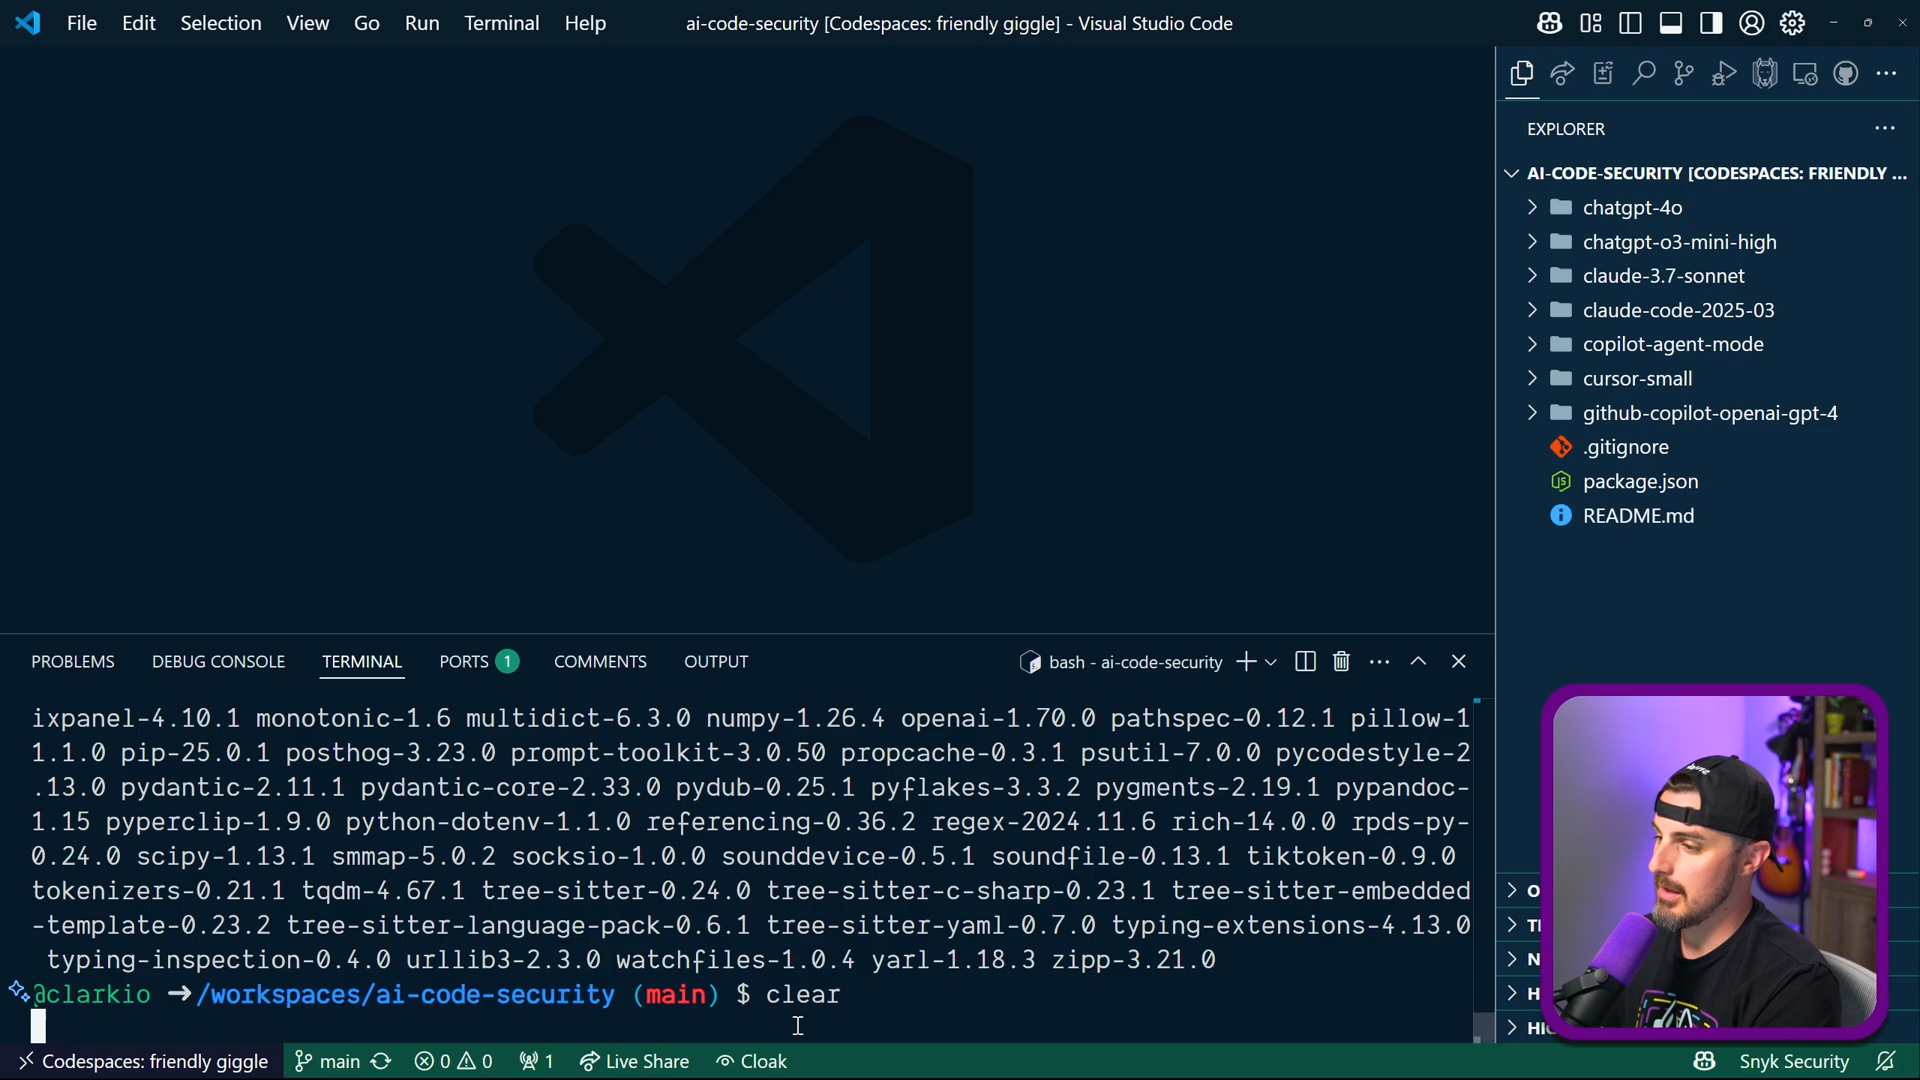 File Edit Selection View Go Run Terminal Help
ai-code-security [Codespaces: friendly giggle] - Visual Studio Code
EXPLORER
AI-CODE-SECURITY [CODESPACES: FRIENDLY ...
chatgpt-4o
chatgpt-o3-mini-high
claude-3.7-sonnet
claude-code-2025-03
copilot-agent-mode
cursor-small
github-copilot-openai-gpt-4
.gitignore
package.json
README.md
PROBLEMS DEBUG CONSOLE TERMINAL PORTS 1 COMMENTS OUTPUT
bash - ai-code-security
ixpanel-4.10.1 monotonic-1.6 multidict-6.3.0 numpy-1.26.4 openai-1.70.0 pathspec-0.12.1 pillow-1
1.1.0 pip-25.0.1 posthog-3.23.0 prompt-toolkit-3.0.50 propcache-0.3.1 psutil-7.0.0 pycodestyle-2
.13.0 pydantic-2.11.1 pydantic-core-2.33.0 pydub-0.25.1 pyflakes-3.3.2 pygments-2.19.1 pypandoc-
1.15 pyperclip-1.9.0 python-dotenv-1.1.0 referencing-0.36.2 regex-2024.11.6 rich-14.0.0 rpds-py-
0.24.0 scipy-1.13.1 smmap-5.0.2 socksio-1.0.0 sounddevice-0.5.1 soundfile-0.13.1 tiktoken-0.9.0
tokenizers-0.21.1 tqdm-4.67.1 tree-sitter-0.24.0 tree-sitter-c-sharp-0.23.1 tree-sitter-embedded
-template-0.23.2 tree-sitter-language-pack-0.6.1 tree-sitter-yaml-0.7.0 typing-extensions-4.13.0
typing-inspection-0.4.0 urllib3-2.3.0 watchfiles-1.0.4 yarl-1.18.3 zipp-3.21.0
@clarkio ➜ /workspaces/ai-code-security (main) $ clear
Codespaces: friendly giggle main 0 0 1 Live Share Cloak
Snyk Security